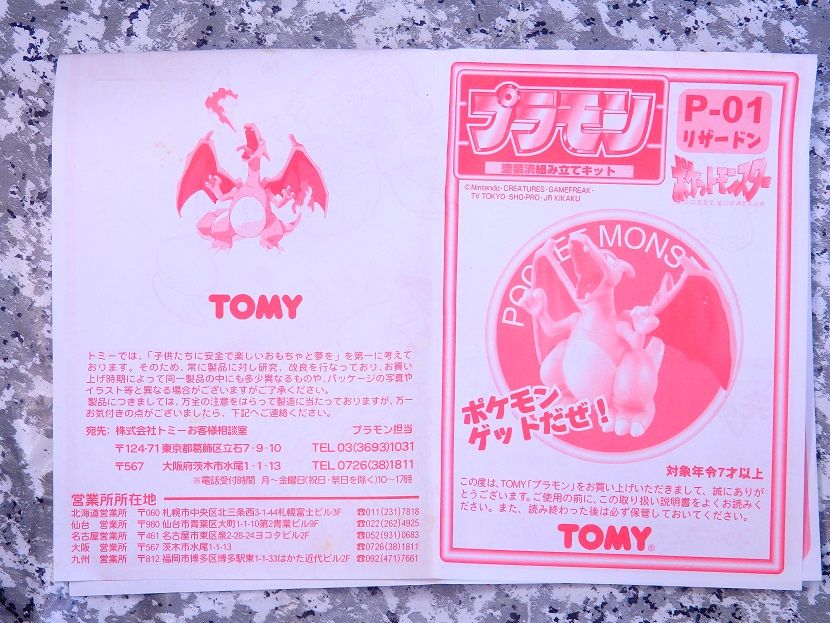 TOMY
トミーでは、「子供たちに安全で楽しいおもちゃと夢を」を第一に考えて
おります。そのため、常に製品に対し研究、改良を行なっており、お買い
上げ時期によって同一製品の中にも多少異なるものや、パッケージの写真や
イラスト等と異なる場合がございますがご了承ください。
製品につきましては、万全の注意をはらって製造に当たっておりますが、万一
お気付きの点がございましたら、下記へご連絡ください。
宛先: 株式会社トミーお客様相談室 プラモン担当
〒124-71 東京都葛飾区立石7-9-10 TEL 03(3693)1031
〒567 大阪府茨木市水尾1-1-13 TEL 0726(38)1811
※電話受付時間 月〜金曜日(祝日・祭日を除く)10〜17時
営業所所在地
北海道営業所 〒060 札幌市中央区北三条西3-1-44札幌富士ビル3F ☎011(231)7818
仙台 営業所 〒980 仙台市青葉区大町1-1-10第2青葉ビル9F ☎022(262)4925
名古屋営業所 〒461 名古屋市東区泉2-28-24ヨコタビル2F ☎052(931)0683
大阪 営業所 〒567 茨木市水尾1-1-13 ☎0726(38)1811
九州 営業所 〒812 福岡市博多区博多駅東1-1-33はかた近代ビル2F ☎092(471)7661
プラモン
塗装済組み立てキット
P-01
リザードン
©Nintendo・CREATURES・GAMEFREAK・
TV TOKYO・SHO-PRO・JR KIKAKU
ポケットモンスター
POCKET MONSTERS
POCKET MONST
ポケモン
ゲットだぜ!
対象年令7才以上
この度は、TOMY「プラモン」をお買い上げいただきまして、誠にありが
とうございます。ご使用の前に、この取り扱い説明書をよくお読みくださ
い。また、読み終わった後は必ず保管しておいてください。
TOMY®